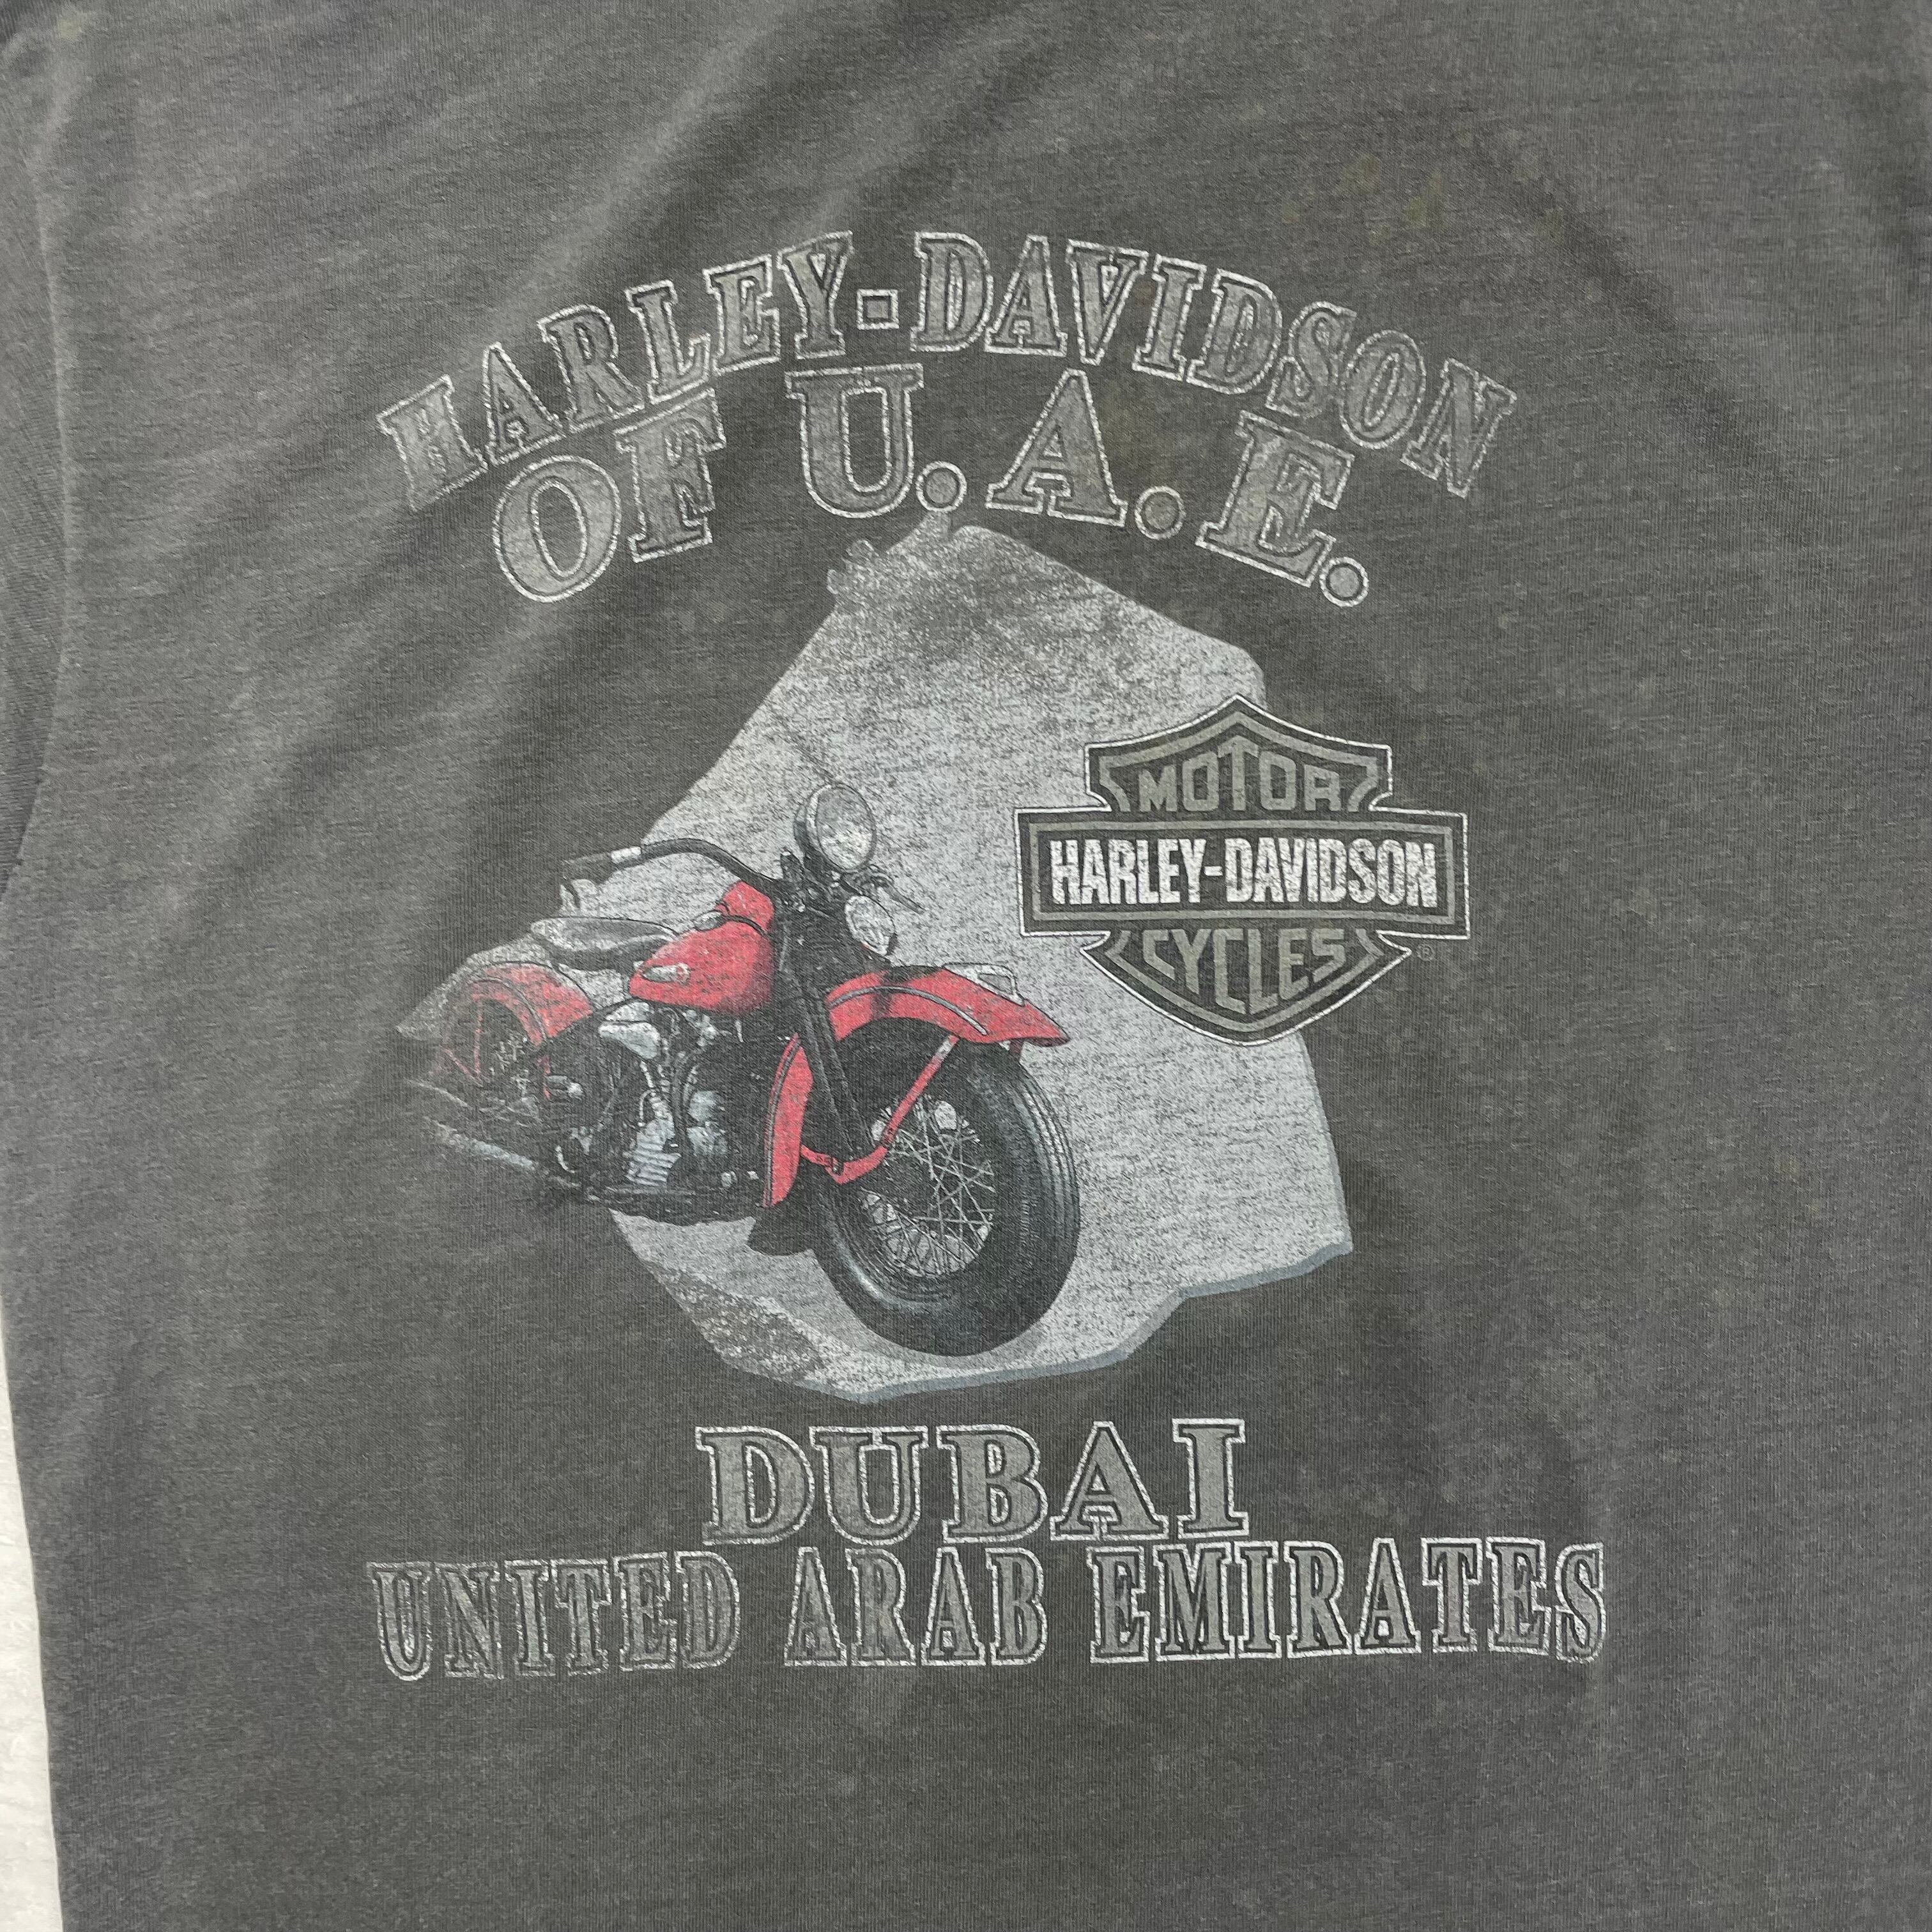 HARLEY-DAVIDSON
OF U.A.E.
MOTOR
HARLEY-DAVIDSON
CYCLES
®
DUBAI
UNITED ARAB EMIRATES